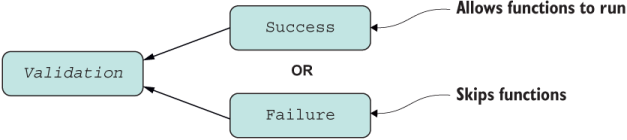 Allows functions to run
Success
Validation
OR
Skips functions
Failure